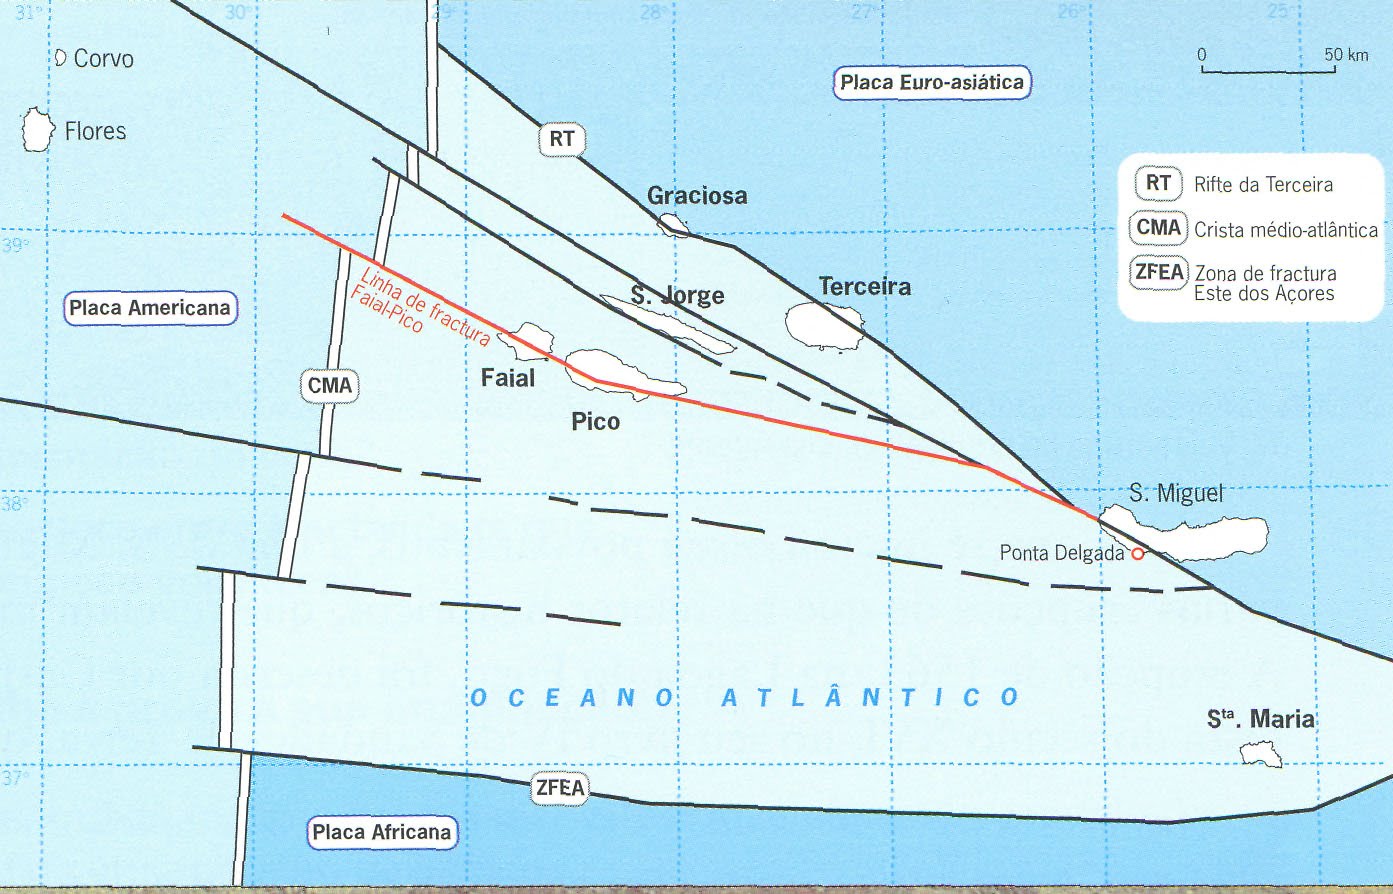 31°
30°
29°
28°
27°
26°
25°
Corvo
Flores
Placa Euro-asiática
0 50 km
RT
Graciosa
RT Rifte da Terceira
CMA Crista médio-atlântica
ZFEA Zona de fractura
Este dos Açores
39°
Placa Americana
Linha de fractura
Faial-Pico
S. Jorge
Terceira
CMA
Faial
Pico
38°
S. Miguel
Ponta Delgada
OCEANO ATLÂNTICO
Sta. Maria
37°
ZFEA
Placa Africana